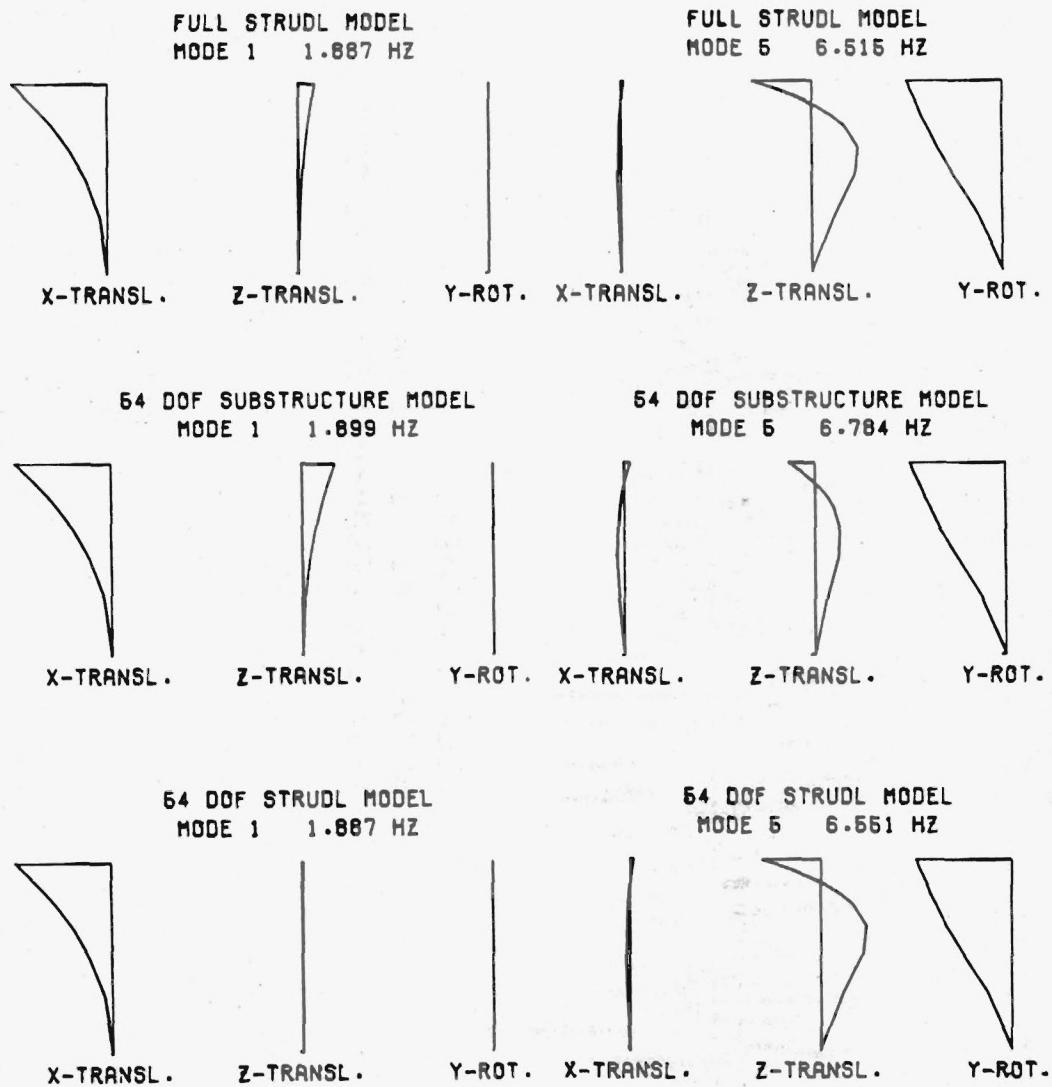 FULL STRUDL MODEL
MODE 1 1.887 HZ
X-TRANSL. Z-TRANSL. Y-ROT.
FULL STRUDL MODEL
MODE 5 6.515 HZ
X-TRANSL. Z-TRANSL. Y-ROT.
54 DOF SUBSTRUCTURE MODEL
MODE 1 1.899 HZ
X-TRANSL. Z-TRANSL. Y-ROT.
54 DOF SUBSTRUCTURE MODEL
MODE 5 6.784 HZ
X-TRANSL. Z-TRANSL. Y-ROT.
54 DOF STRUDL MODEL
MODE 1 1.887 HZ
X-TRANSL. Z-TRANSL. Y-ROT.
54 DOF STRUDL MODEL
MODE 5 6.551 HZ
X-TRANSL. Z-TRANSL. Y-ROT.